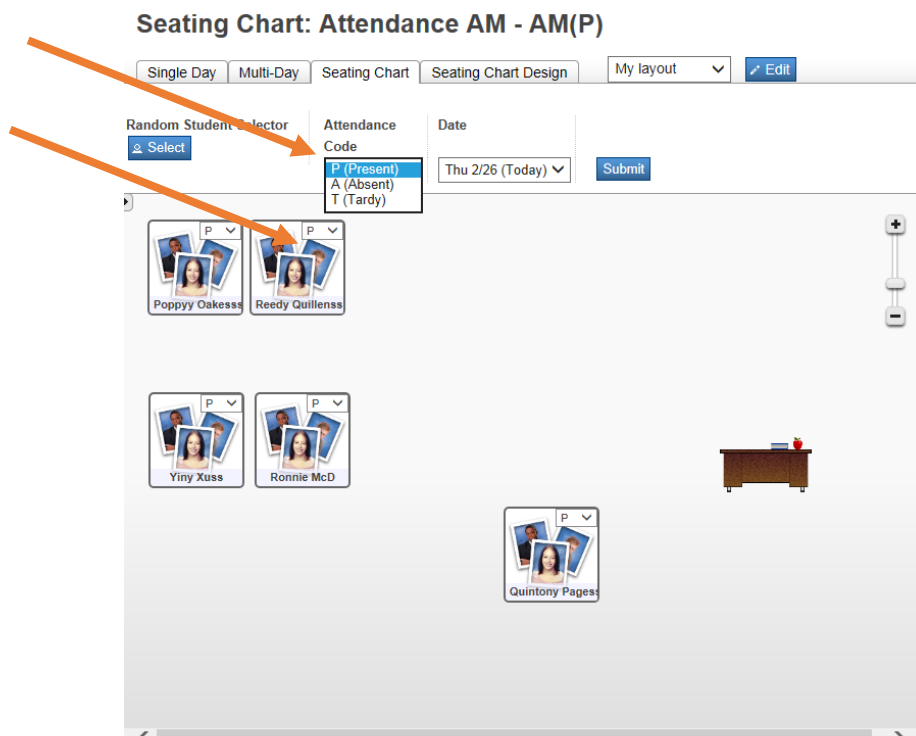 Seating Chart: Attendance AM - AM(P)
Single Day Multi-Day Seating Chart Seating Chart Design My layout Edit
Random Student Selector Attendance Code Date
Select P (Present) Thu 2/26 (Today) Submit
A (Absent)
T (Tardy)
P P
Poppyy Oakesss Reedy Quillenss
P P
Yiny Xuss Ronnie McD
P
Quintony Pagess